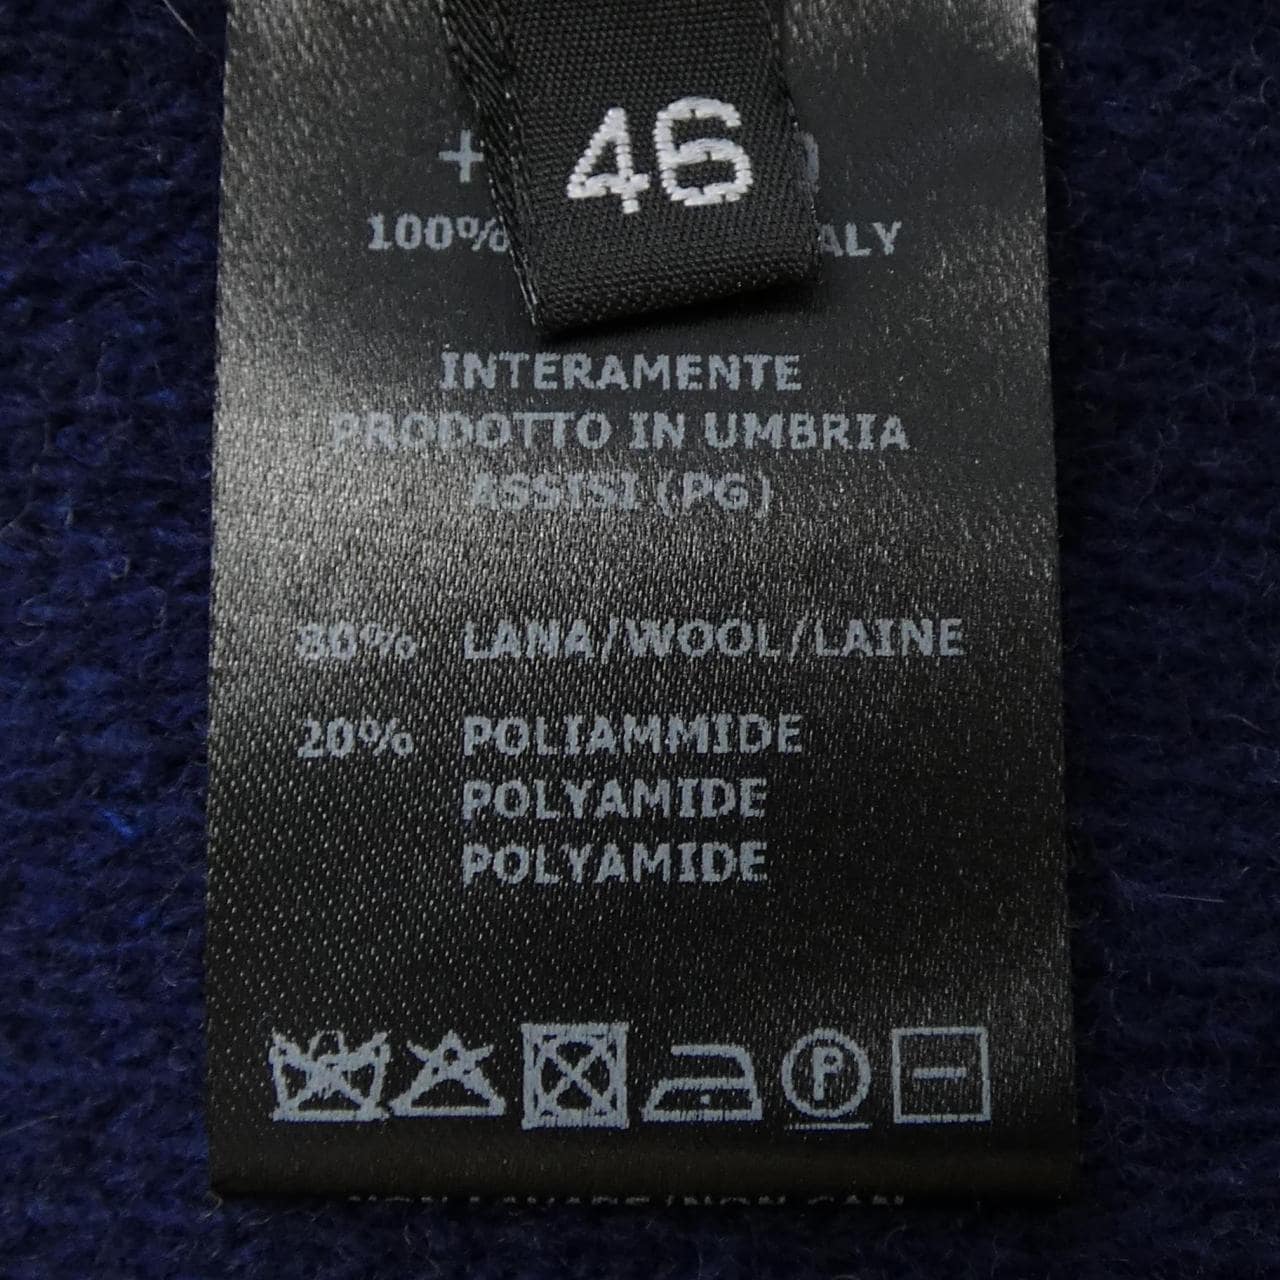 46
+
100% ALY
INTERAMENTE
PRODOTTO IN UMBRIA
ASSISI (PG)
80% LANA/WOOL/LAINE
20% POLIAMMIDE
POLYAMIDE
POLYAMIDE
P